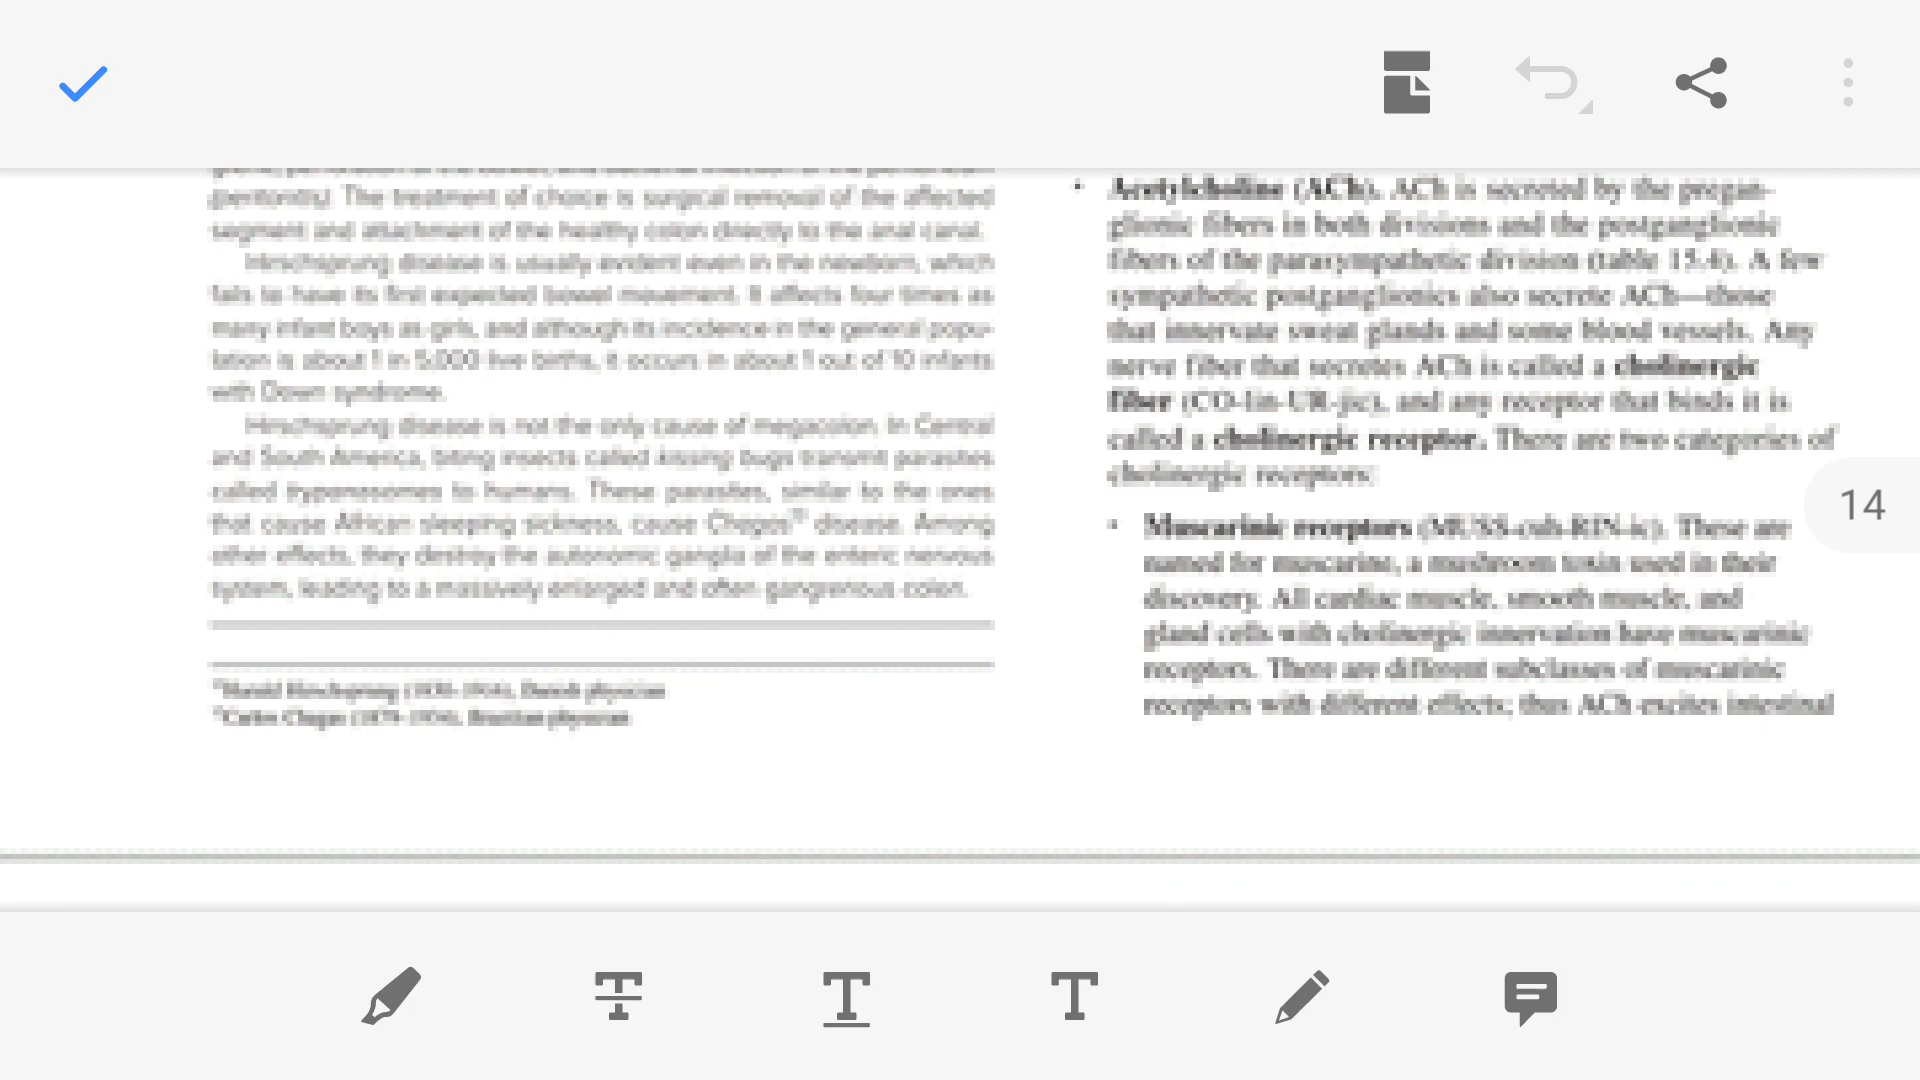 (peritonitis). The treatment of choice is surgical removal of the affected
segment and attachment of the healthy colon directly to the anal canal.
Hirschsprung disease is usually evident even in the newborn, which
fails to have its first expected bowel movement. It affects four times as
many infant boys as girls, and although its incidence in the general popu-
lation is about 1 in 5,000 live births, it occurs in about 1 out of 10 infants
with Down syndrome.
Hirschsprung disease is not the only cause of megacolon. In Central
and South America, biting insects called kissing bugs transmit parasites
called trypanosomes to humans. These parasites, similar to the ones
that cause African sleeping sickness, cause Chagas disease. Among
other effects, they destroy the autonomic ganglia of the enteric nervous
system, leading to a massively enlarged and often gangrenous colon.
Harald Hirschsprung (1830–1916), Danish physician
Carlos Chagas (1879–1934), Brazilian physician
• Acetylcholine (ACh). ACh is secreted by the pregan-
glionic fibers in both divisions and the postganglionic
fibers of the parasympathetic division (table 15.4). A few
sympathetic postganglionics also secrete ACh—those
that innervate sweat glands and some blood vessels. Any
nerve fiber that secretes ACh is called a cholinergic
fiber (CO-lin-UR-jic), and any receptor that binds it is
called a cholinergic receptor. There are two categories of
cholinergic receptors:
• Muscarinic receptors (MUSS-cuh-RIN-ic). These are
named for muscarine, a mushroom toxin used in their
discovery. All cardiac muscle, smooth muscle, and
gland cells with cholinergic innervation have muscarinic
receptors. There are different subclasses of muscarinic
receptors with different effects; thus ACh excites intestinal
14